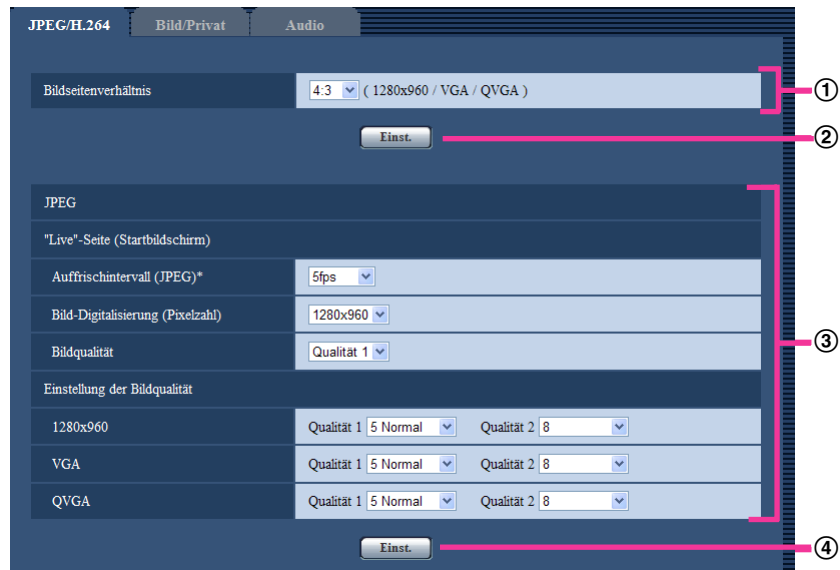 JPEG/H.264 Bild/Privat Audio
Bildseitenverhältnis 4:3 ( 1280x960 / VGA / QVGA ) ①
Einst. ②
JPEG
"Live"-Seite (Startbildschirm)
Auffrischintervall (JPEG)* 5fps
Bild-Digitalisierung (Pixelzahl) 1280x960
③
Bildqualität Qualität 1
Einstellung der Bildqualität
1280x960 Qualität 1 5 Normal Qualität 2 8
VGA Qualität 1 5 Normal Qualität 2 8
QVGA Qualität 1 5 Normal Qualität 2 8
Einst. ④